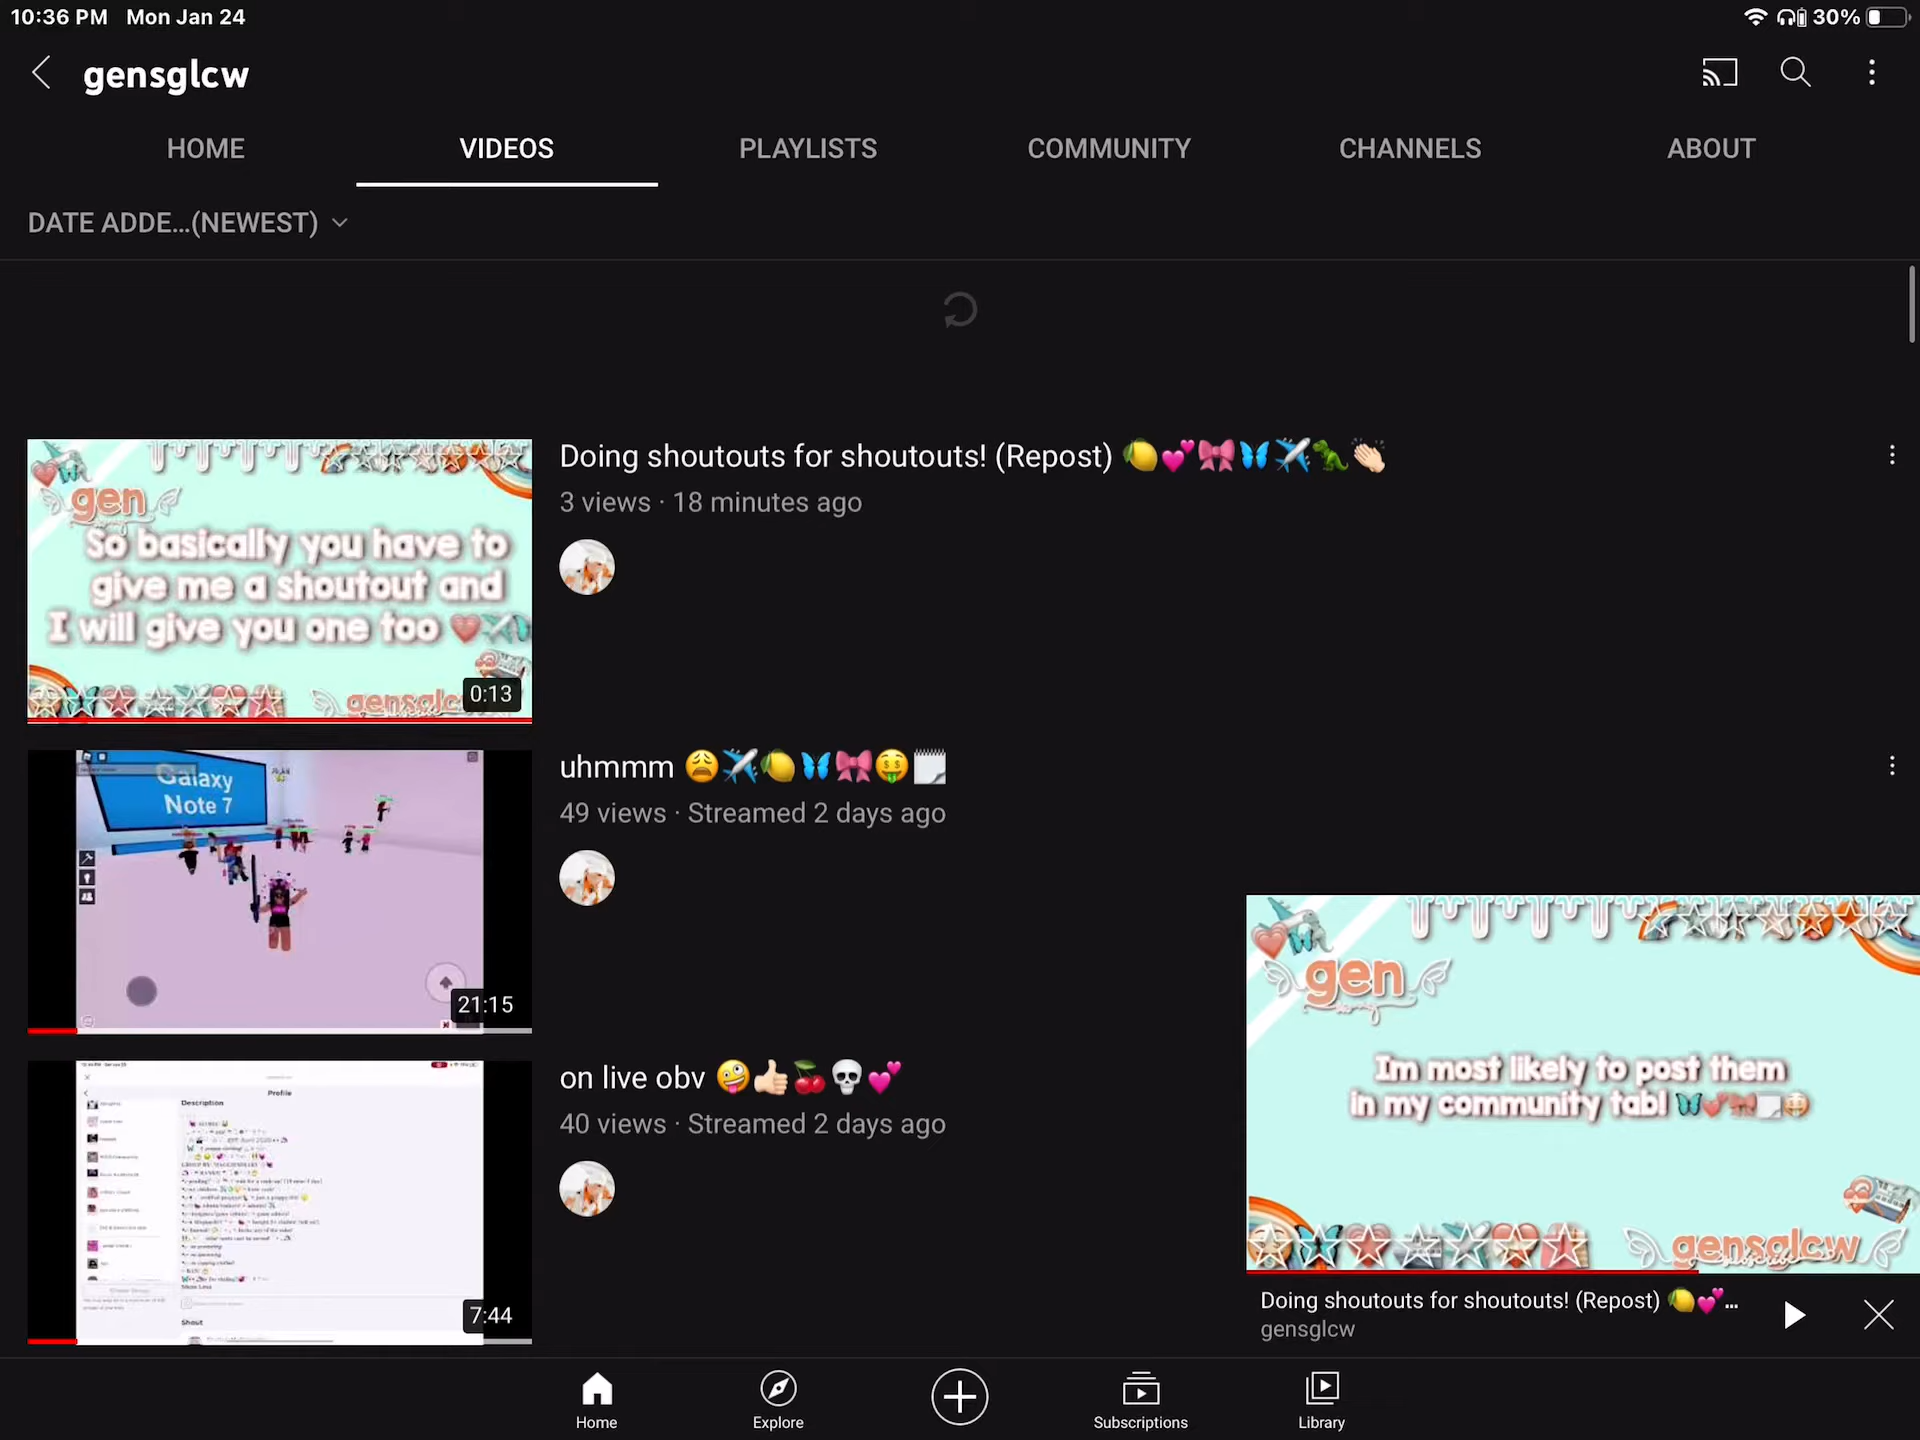 10:36 PM Mon Jan 24
30%
gensglcw
HOME VIDEOS PLAYLISTS COMMUNITY CHANNELS ABOUT
DATE ADDE...(NEWEST)
gen
So basically you have to
give me a shoutout and
I will give you one too
0:13
Doing shoutouts for shoutouts! (Repost) 🍋💕🎀🦋✈️🦖👏🏻
3 views · 18 minutes ago
Galaxy
Note 7
21:15
uhmmm 😩✈️🍋🦋🎀🤑🗒️
49 views · Streamed 2 days ago
Profile
Description
Shout
7:44
on live obv 🤪👍🏻🍒💀💕
40 views · Streamed 2 days ago
gen
Im most likely to post them
in my community tab!
gensglcw
Doing shoutouts for shoutouts! (Repost) 🍋💕...
gensglcw
Home Explore Subscriptions Library